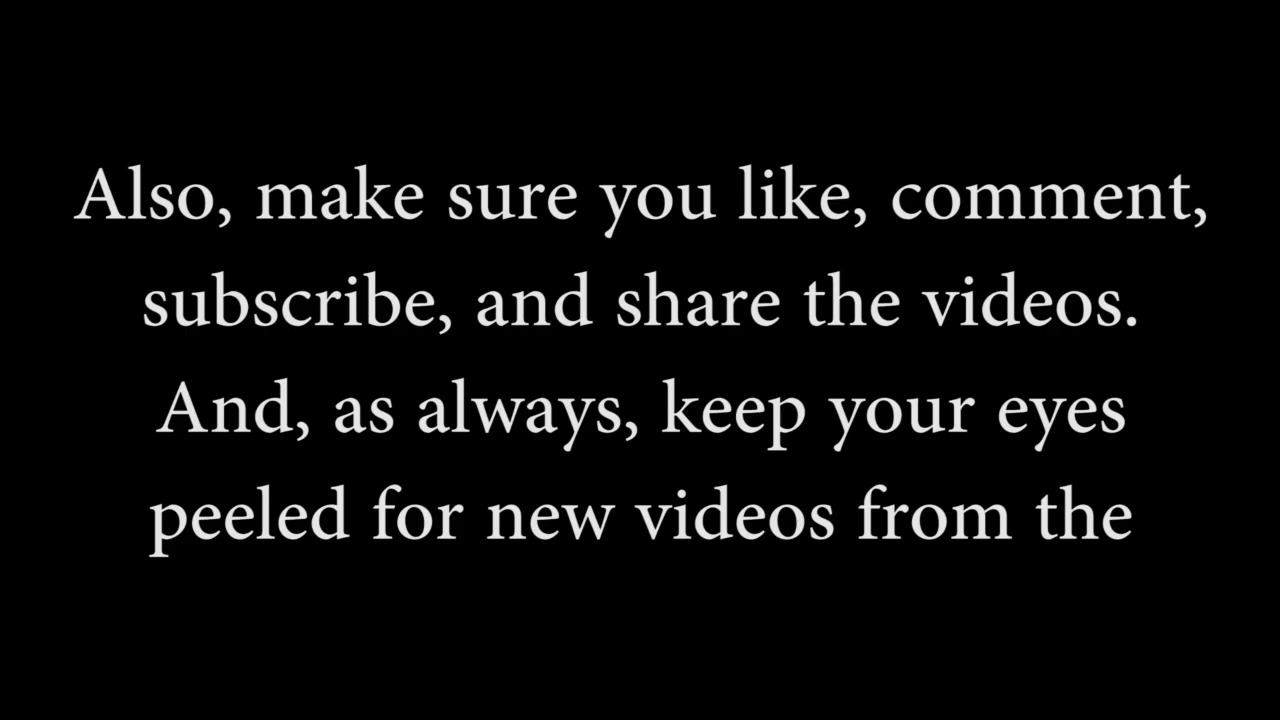 Also, make sure you like, comment,
subscribe, and share the videos.
And, as always, keep your eyes
peeled for new videos from the